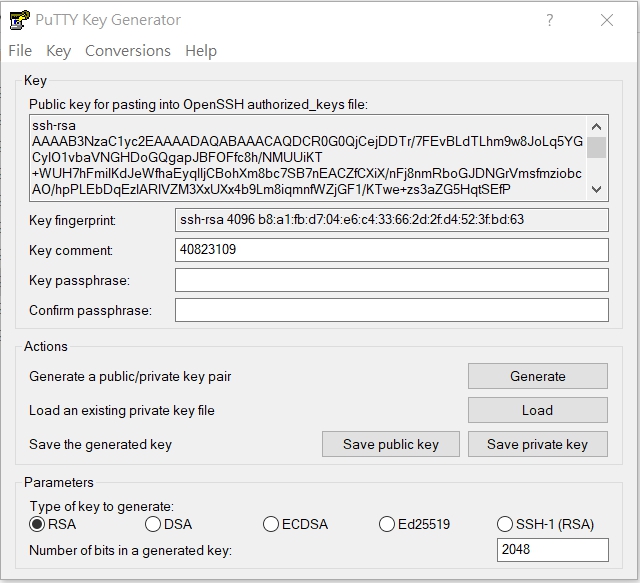 PuTTY Key Generator
File Key Conversions Help
Key
Public key for pasting into OpenSSH authorized_keys file:
ssh-rsa
AAAAB3NzaC1yc2EAAAADAQABAAACAQDCR0G0QjCejDDTr/7FEvBLdTLhm9w8JoLq5YG
CylO1vbaVNGHDoGQgapJBFOFfc8h/NMUUiKT
+WUH7hFmilKdJeWfhaEyqlljCBohXm8bc7SB7nEACZfCXiX/nFj8nmRboGJDNGrVmsfmziobc
AO/hpPLEbDqEzlARlVZM3XxUXx4b9Lm8iqmnfWZjGF1/KTwe+zs3aZG5HqtSEfP
Key fingerprint: ssh-rsa 4096 b8:a1:fb:d7:04:e6:c4:33:66:2d:2f:d4:52:3f:bd:63
Key comment: 40823109
Key passphrase:
Confirm passphrase:
Actions
Generate a public/private key pair Generate
Load an existing private key file Load
Save the generated key Save public key Save private key
Parameters
Type of key to generate:
RSA DSA ECDSA Ed25519 SSH-1 (RSA)
Number of bits in a generated key: 2048